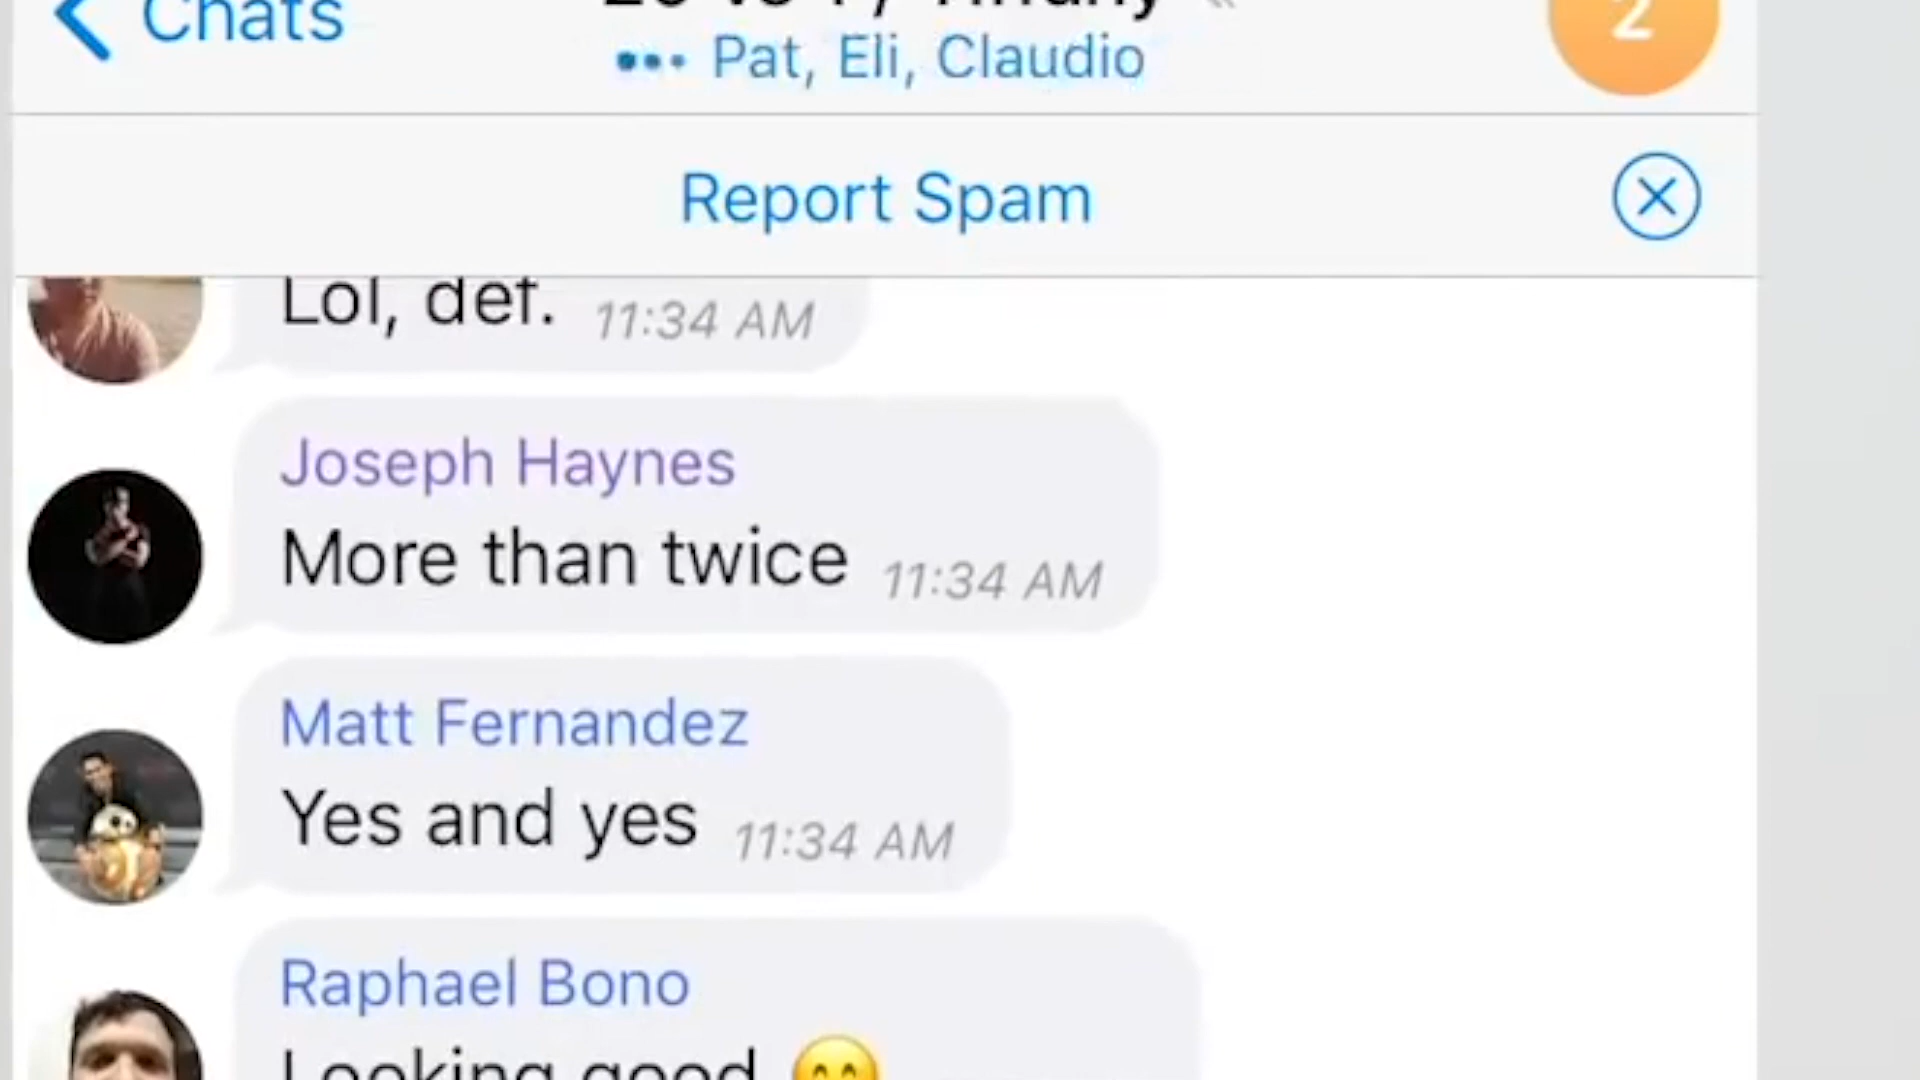 Chats
2
••• Pat, Eli, Claudio
Report Spam
Lol, def. 11:34 AM
Joseph Haynes
More than twice 11:34 AM
Matt Fernandez
Yes and yes 11:34 AM
Raphael Bono
Looking good 😊